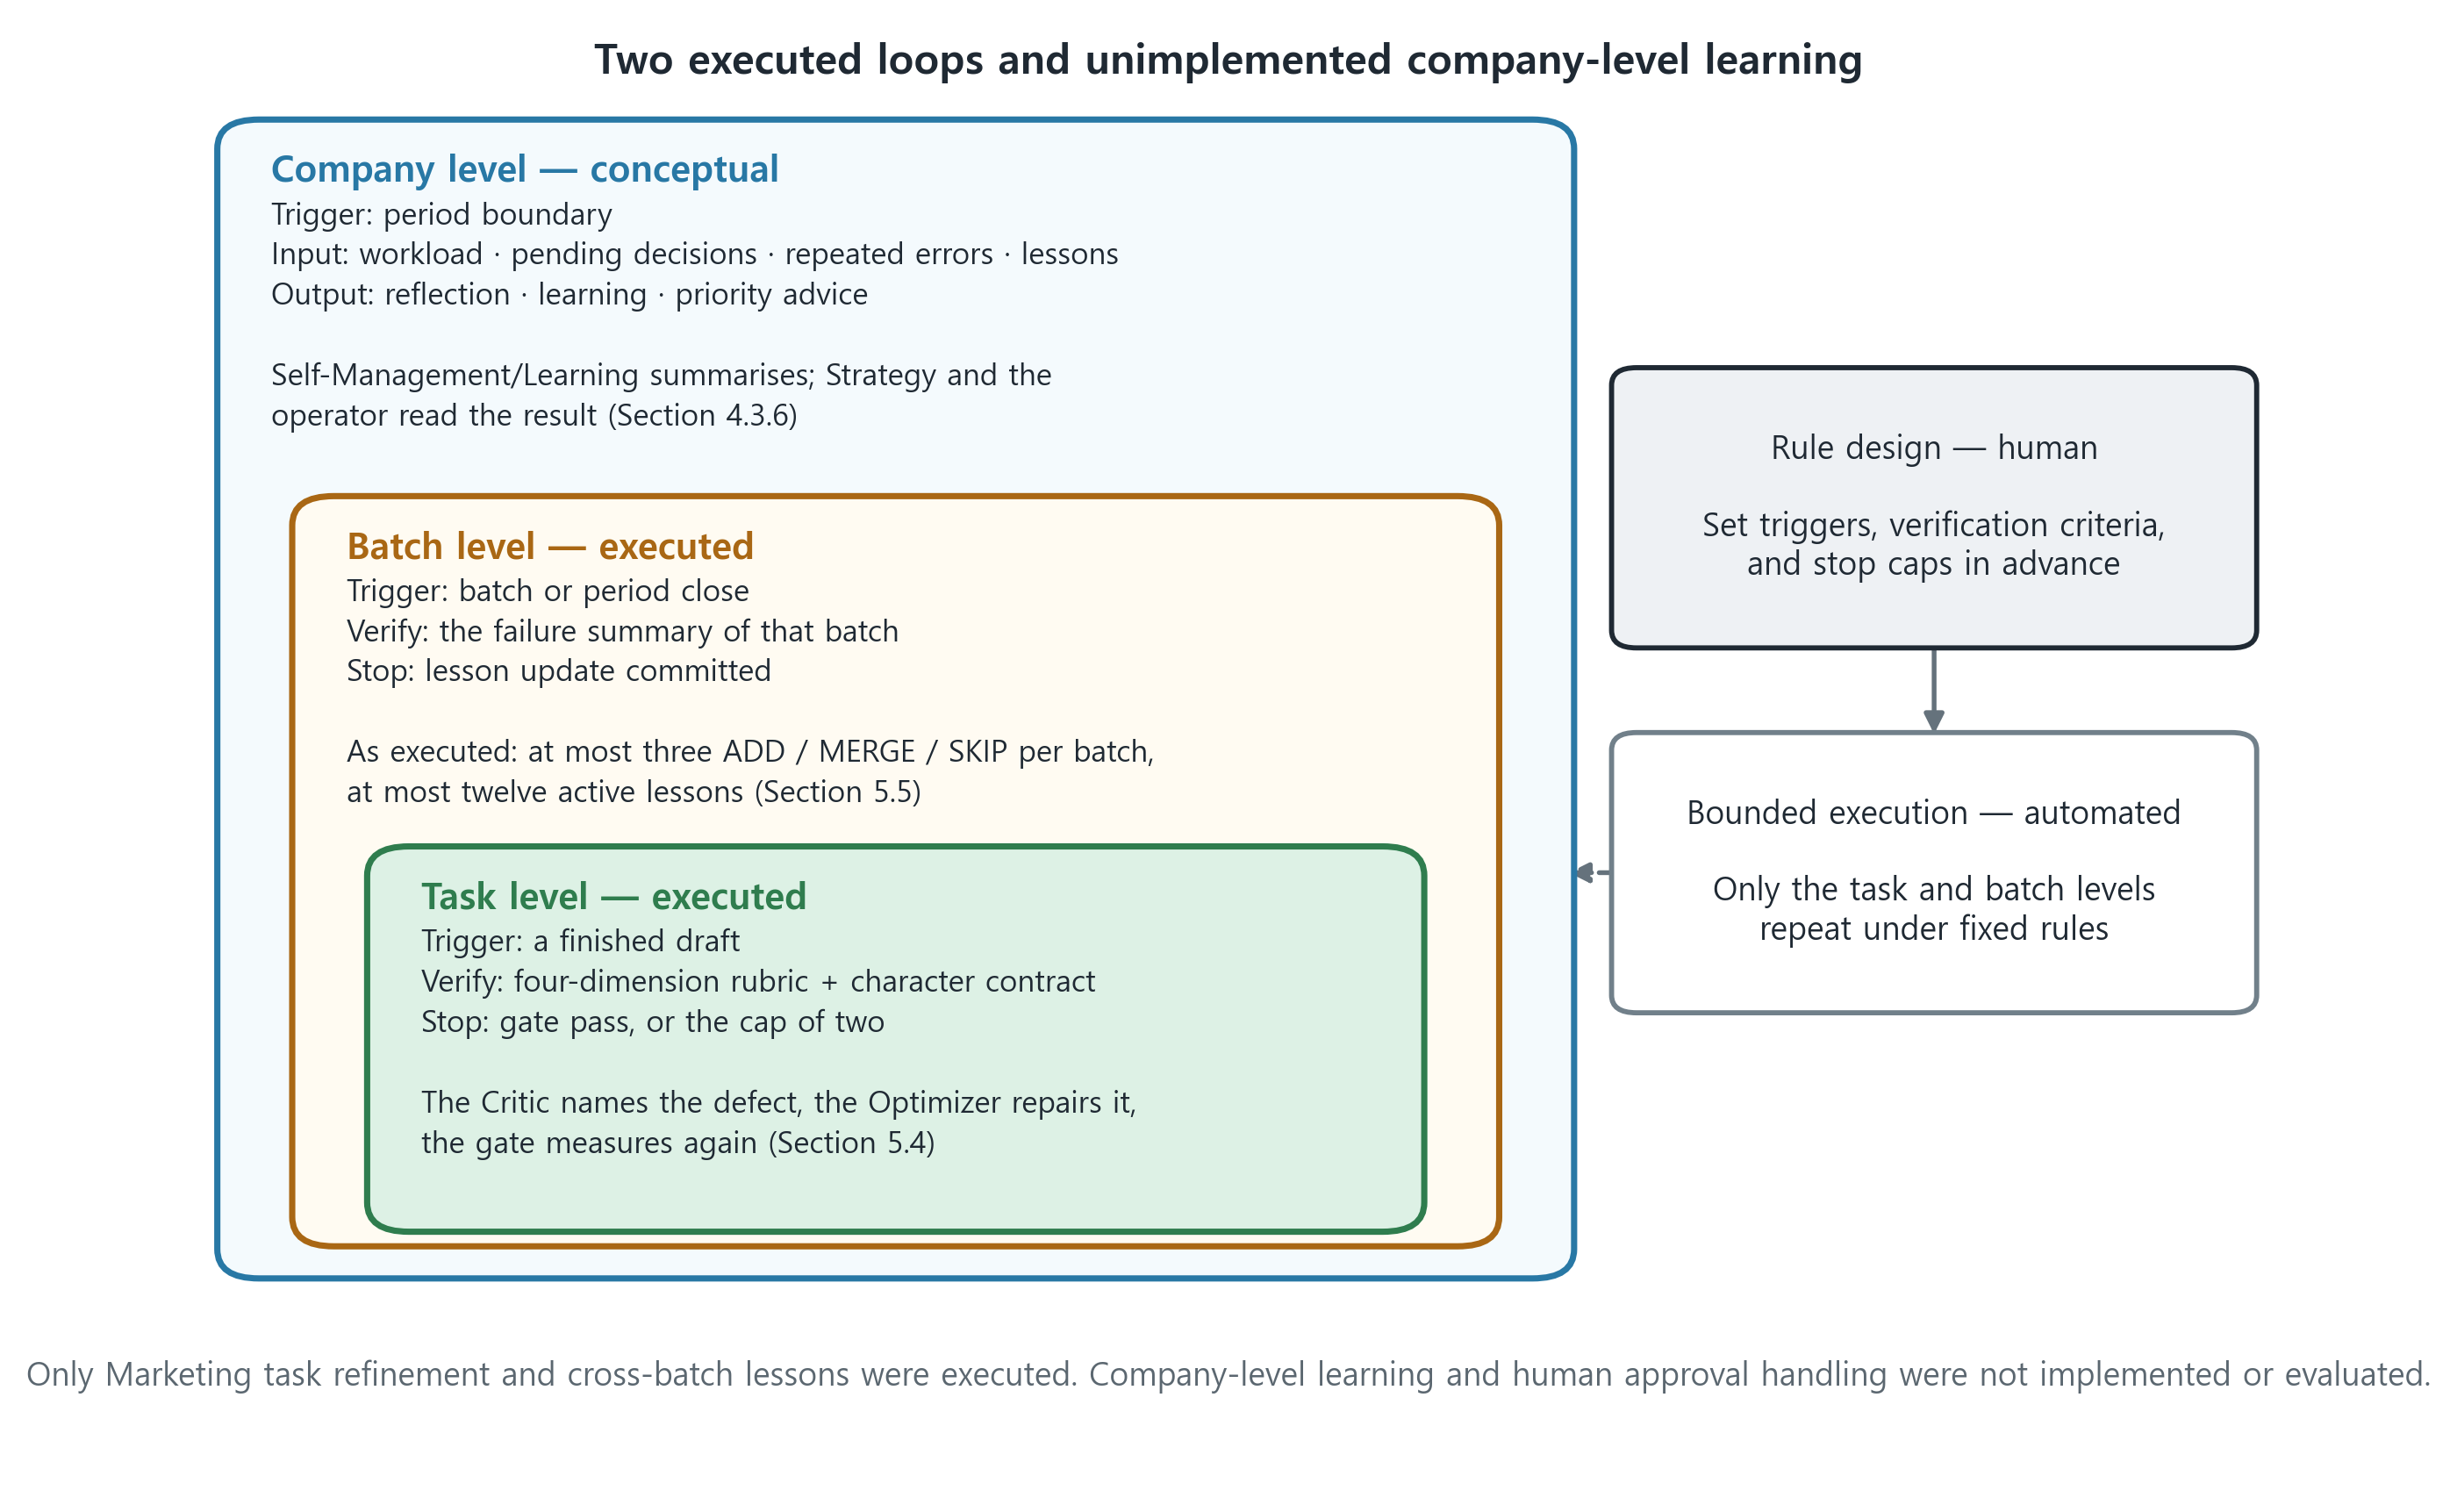 Two executed loops and unimplemented company-level learning
Company level — conceptual
Trigger: period boundary
Input: workload · pending decisions · repeated errors · lessons
Output: reflection · learning · priority advice
Self-Management/Learning summarises; Strategy and the
operator read the result (Section 4.3.6)
Batch level — executed
Trigger: batch or period close
Verify: the failure summary of that batch
Stop: lesson update committed
As executed: at most three ADD / MERGE / SKIP per batch,
at most twelve active lessons (Section 5.5)
Task level — executed
Trigger: a finished draft
Verify: four-dimension rubric + character contract
Stop: gate pass, or the cap of two
The Critic names the defect, the Optimizer repairs it,
the gate measures again (Section 5.4)
Rule design — human
Set triggers, verification criteria,
and stop caps in advance
Bounded execution — automated
Only the task and batch levels
repeat under fixed rules
Only Marketing task refinement and cross-batch lessons were executed. Company-level learning and human approval handling were not implemented or evaluated.